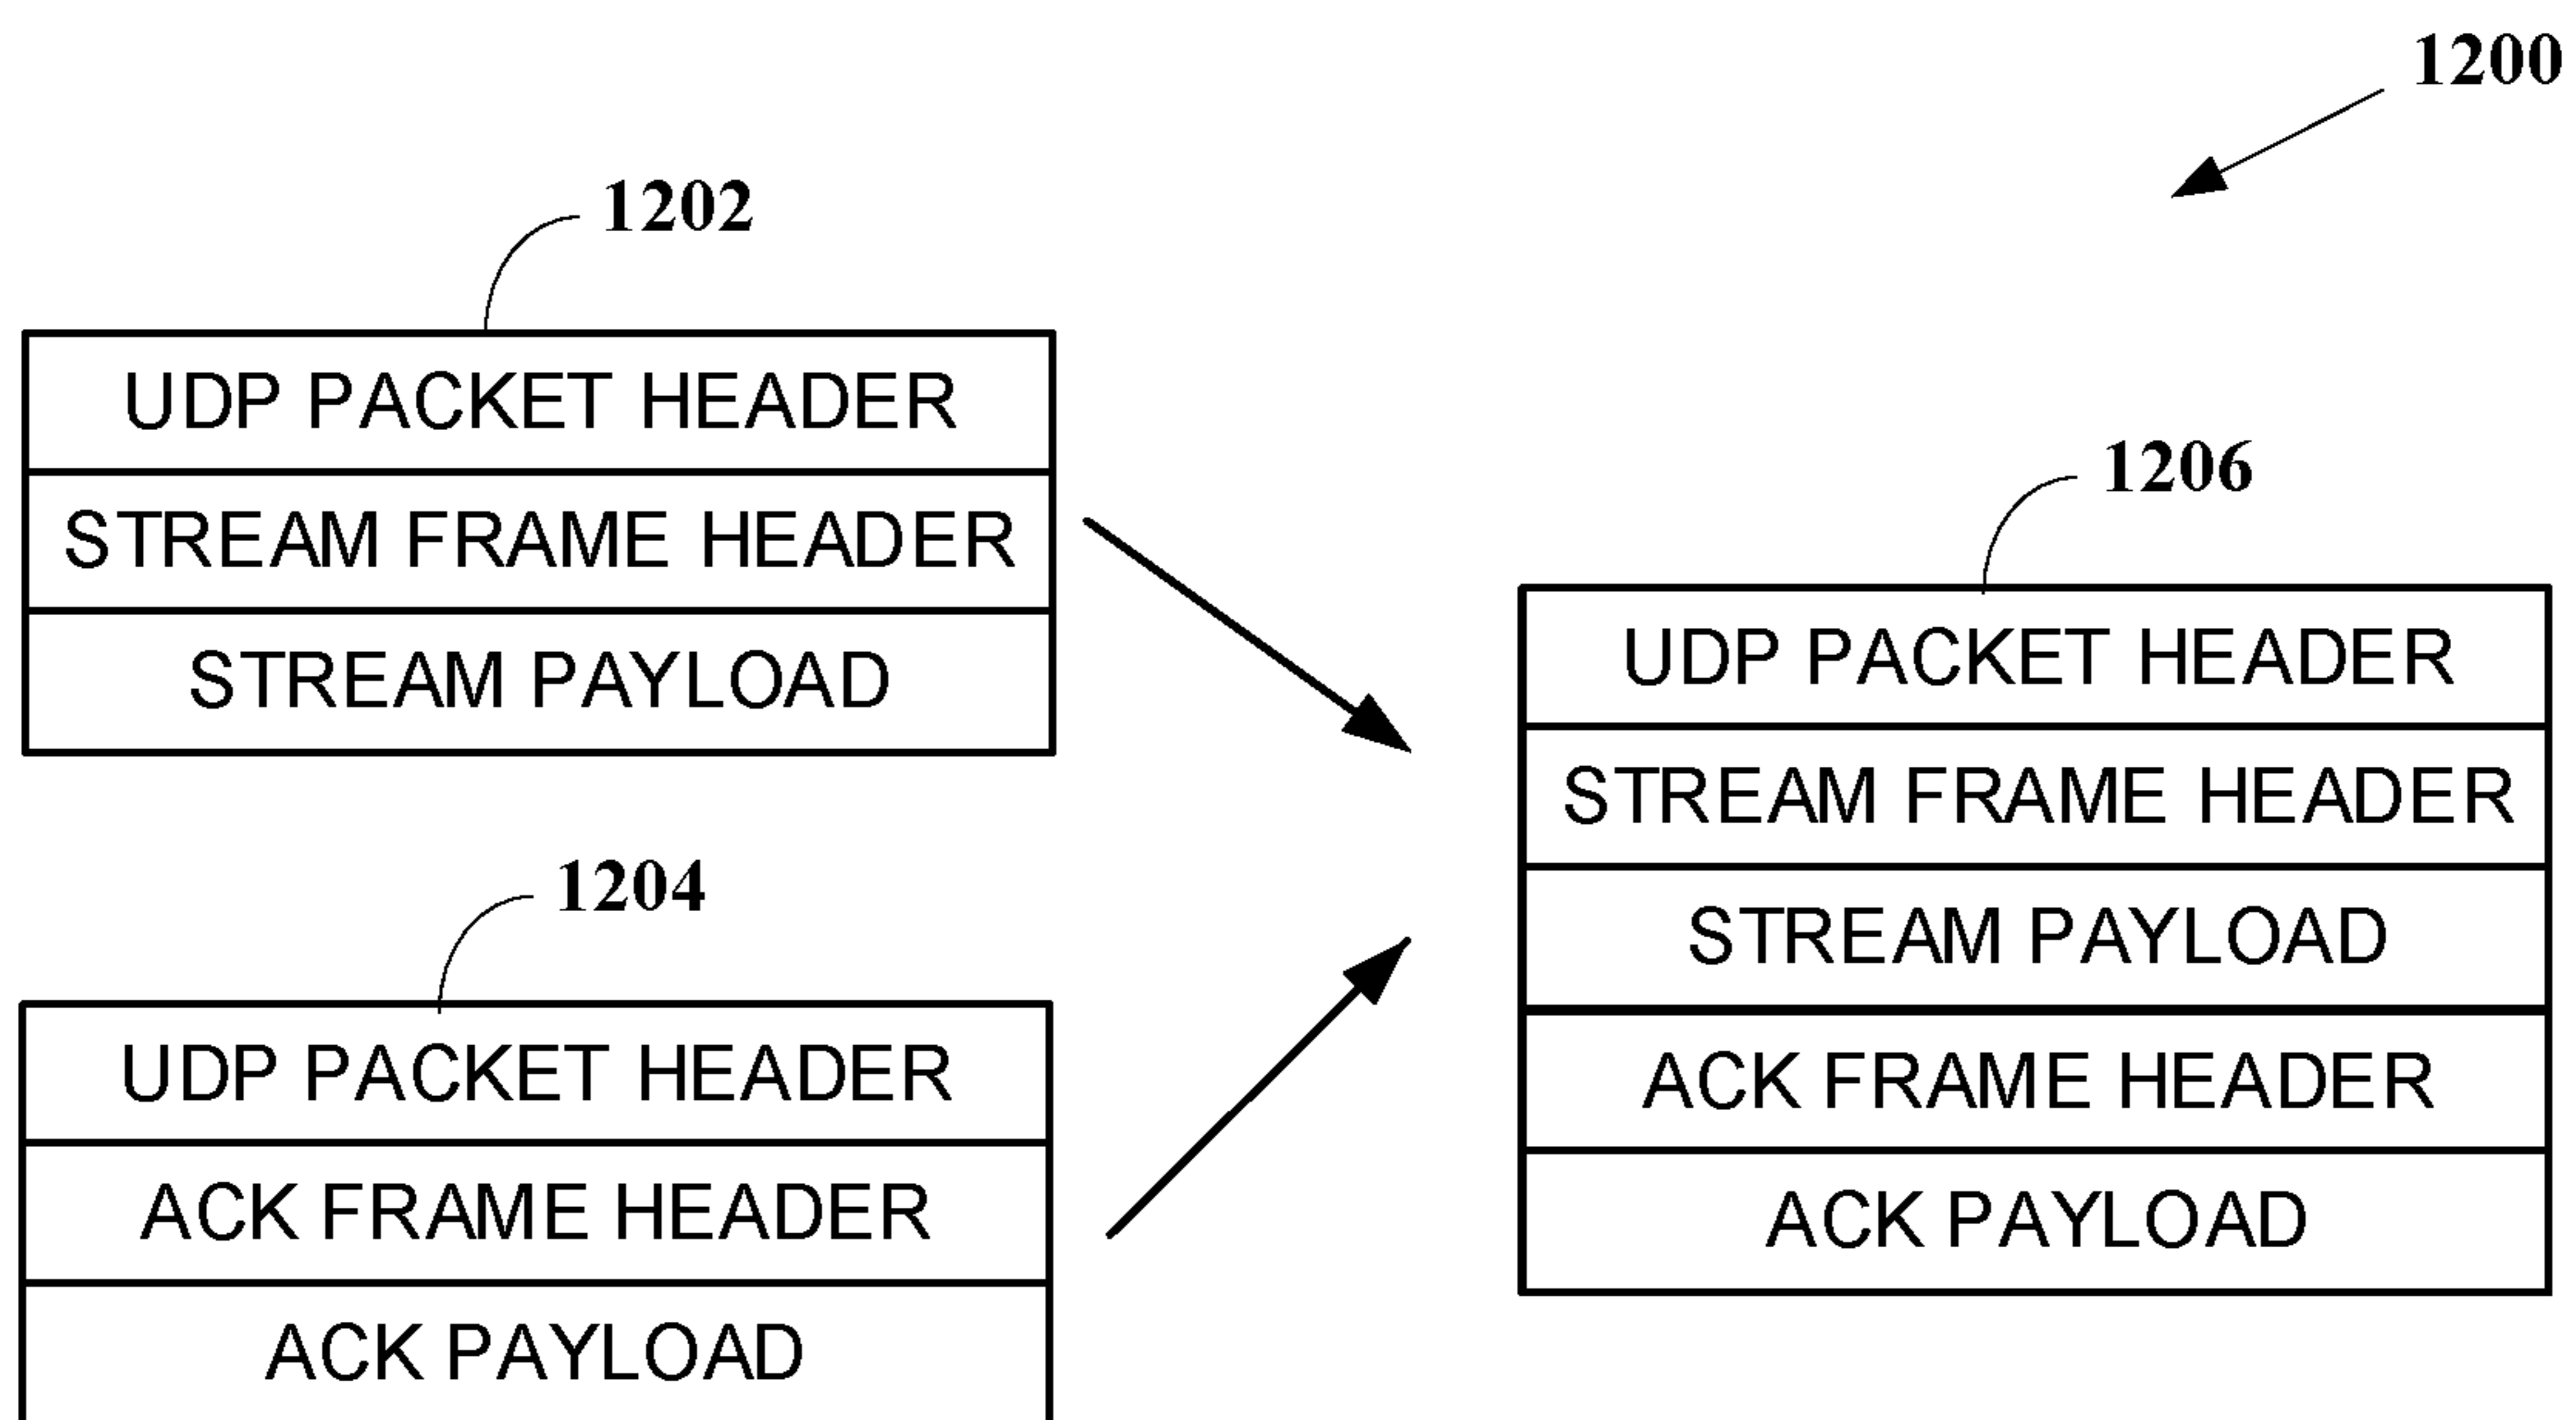 1200
1202
UDP PACKET HEADER
STREAM FRAME HEADER
STREAM PAYLOAD
1204
UDP PACKET HEADER
ACK FRAME HEADER
ACK PAYLOAD
1206
UDP PACKET HEADER
STREAM FRAME HEADER
STREAM PAYLOAD
ACK FRAME HEADER
ACK PAYLOAD